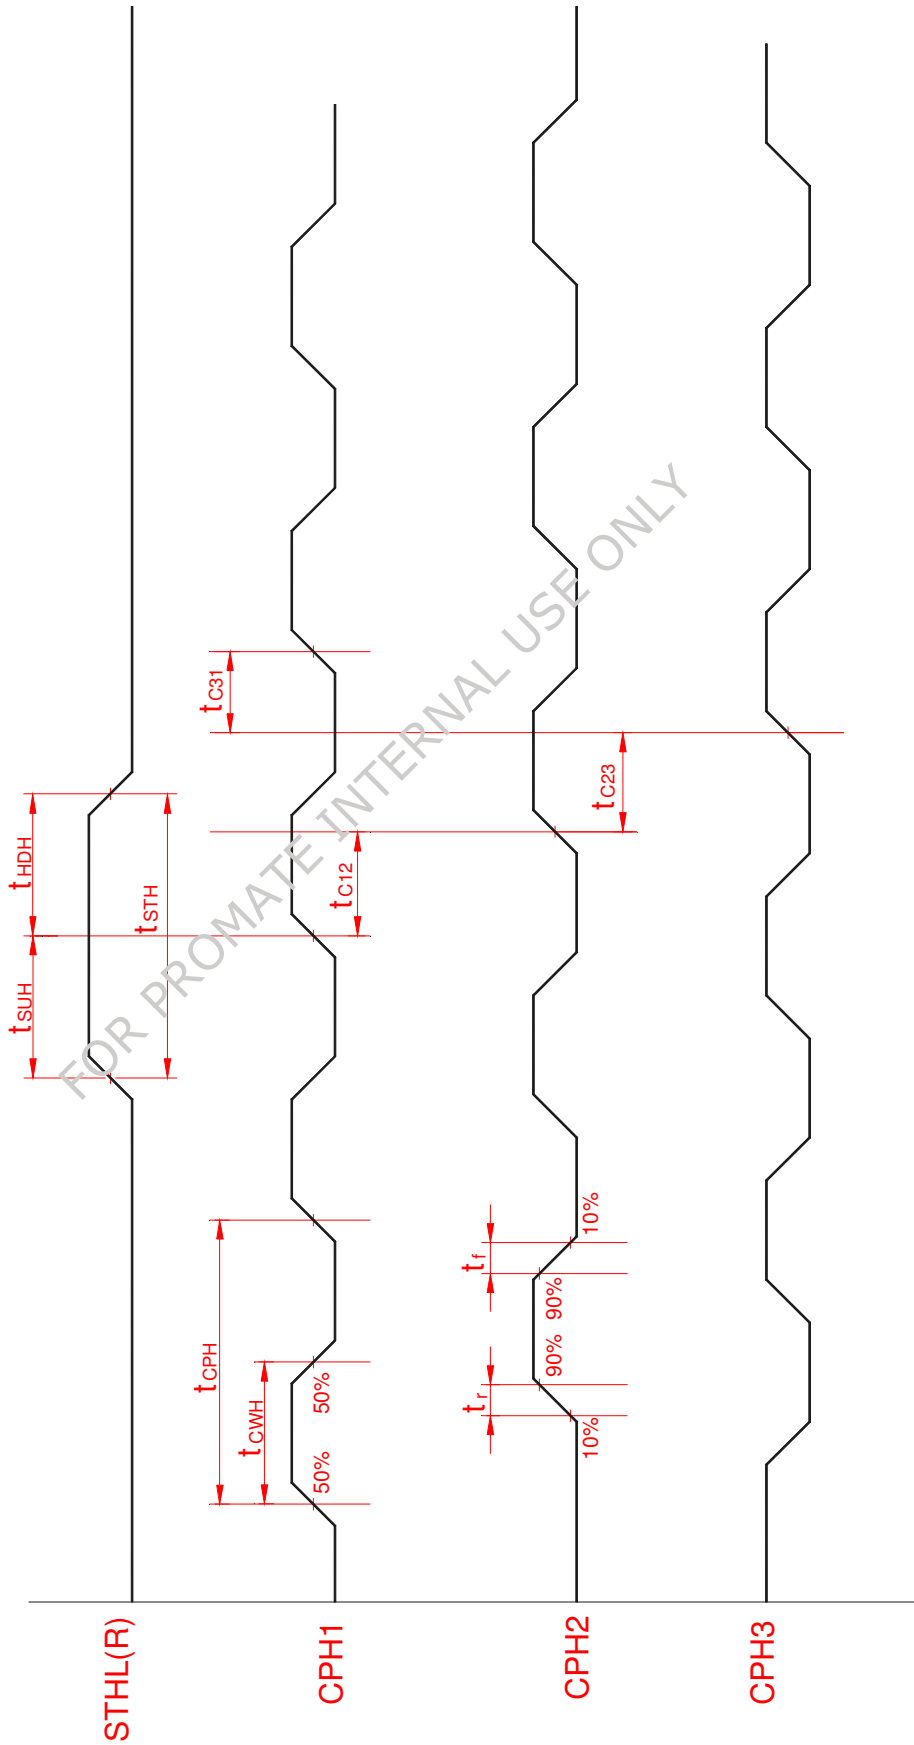 STHL(R)
tSUH
tHDH
tSTH
CPH1
tCPH
tCWH
50%
50%
tC12
tC31
CPH2
tr
tf
10%
90%
90%
10%
tC23
CPH3
FOR PROMATE INTERNAL USE ONLY